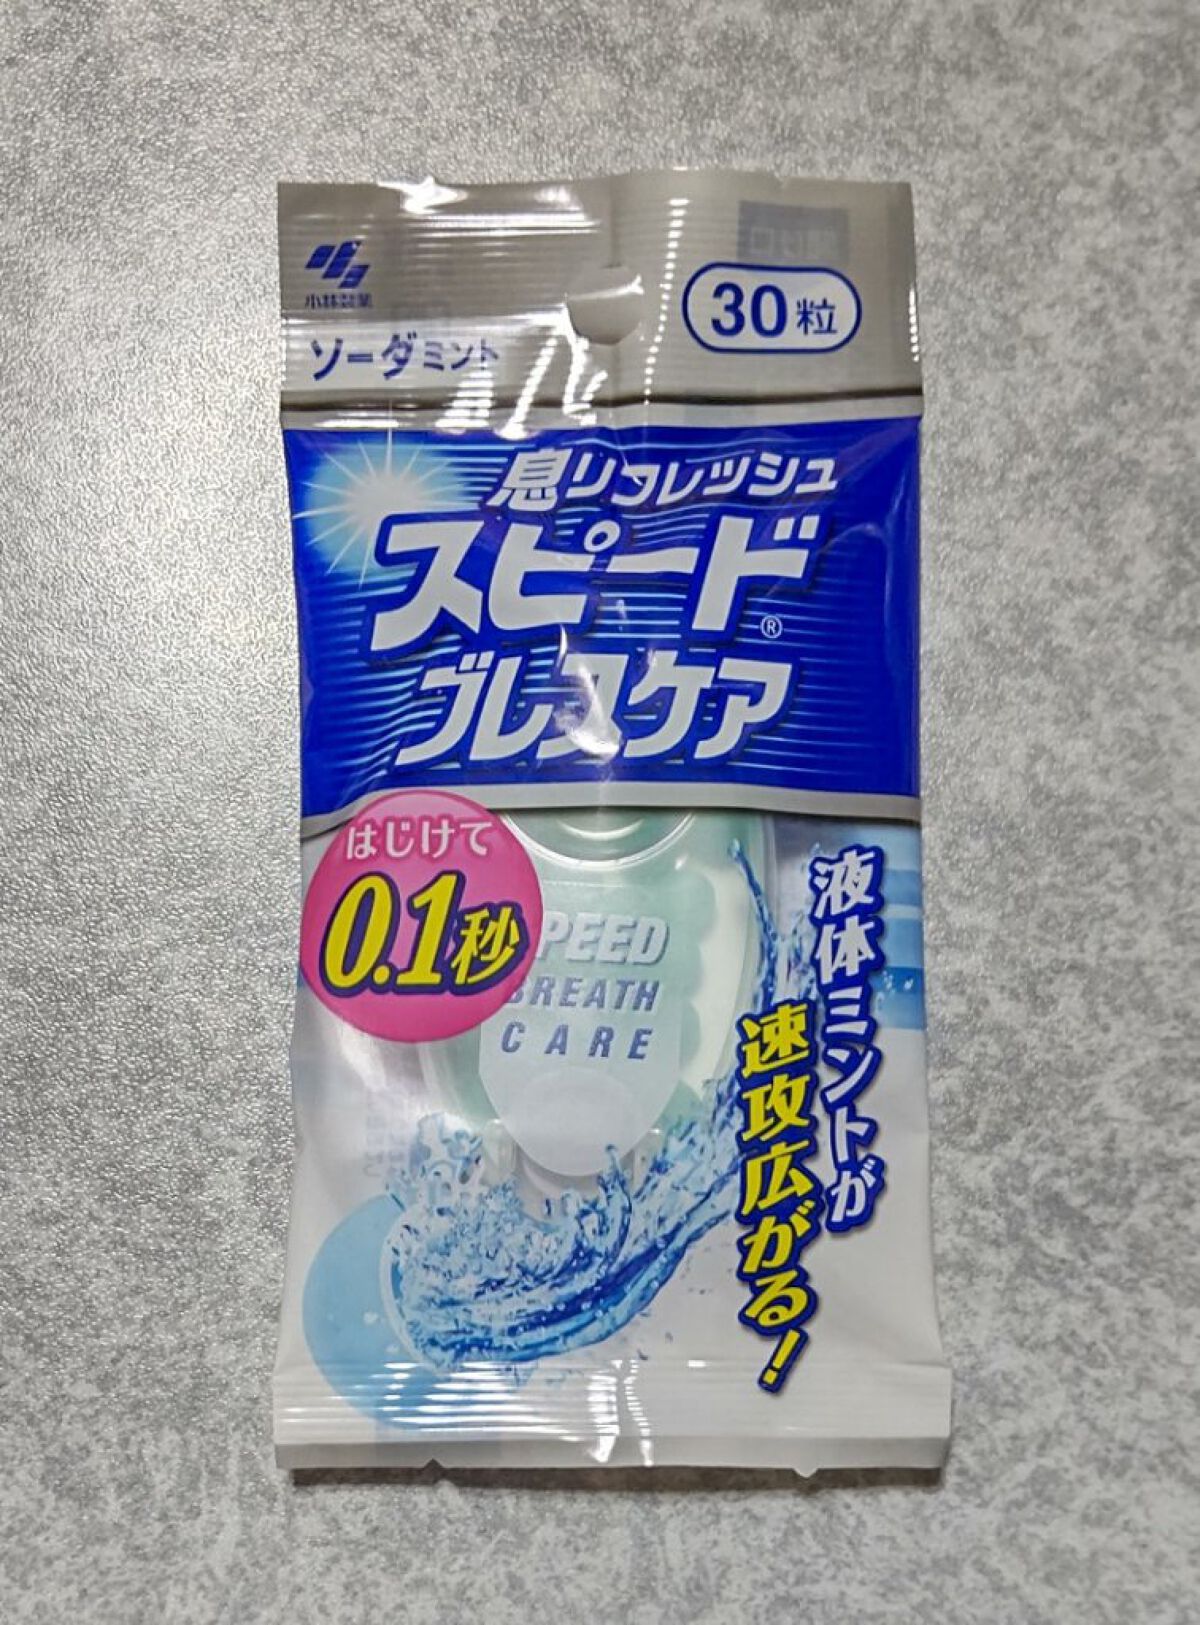 小林製薬
30粒
ソーダミント
息リフレッシュ
スピード®
ブレスケア
はじけて
0.1秒
SPEED
BREATH
CARE
液体ミントが
速攻広がる!